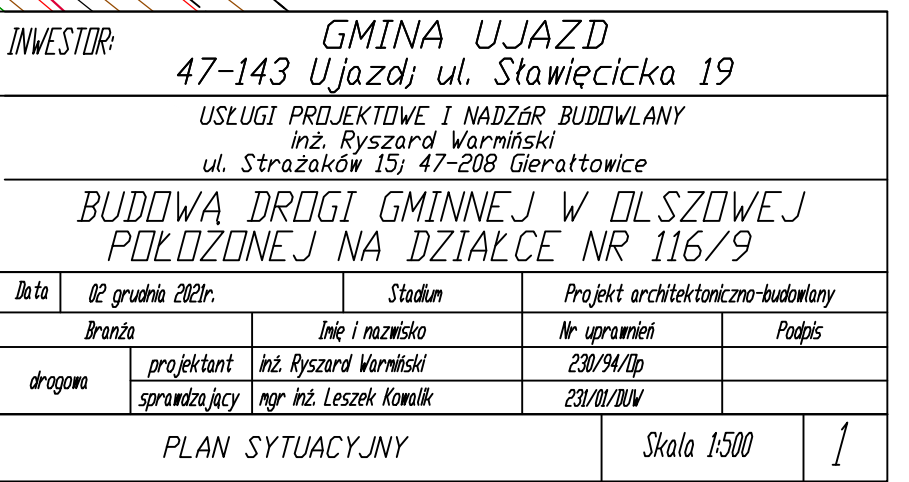 INWESTOR: GMINA UJAZD
47-143 Ujazd; ul. Sławięcicka 19
USŁUGI PROJEKTOWE I NADZóR BUDOWLANY
inż. Ryszard Warmiński
ul. Strażaków 15; 47-208 Gierałtowice
BUDOWA DROGI GMINNEJ W OLSZOWEJ
POŁOZONEJ NA DZIAŁCE NR 116/9
Data 02 grudnia 2021r. Stadium Projekt architektoniczno-budowlany
Branża Imię i nazwisko Nr uprawnień Podpis
drogowa projektant inż. Ryszard Warmiński 230/94/Op
sprawdzający mgr inż. Leszek Kowalik 231/01/DUW
PLAN SYTUACYJNY Skala 1:500 1